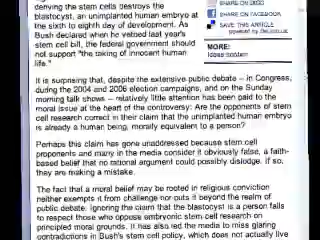 deriving the stem cells destroys the
blastocyst, an unimplanted human embryo at
the sixth to eighth day of development. As
Bush declared when he vetoed last year's
stem cell bill, the federal government should
not support "the taking of innocent human
life."
SHARE ON DIGG
SHARE ON FACEBOOK
SAVE THIS ARTICLE
powered by Del.icio.us
MORE:
Ideas section
It is surprising that, despite the extensive public debate -- in Congress,
during the 2004 and 2006 election campaigns, and on the Sunday
morning talk shows -- relatively little attention has been paid to the
moral issue at the heart of the controversy: Are the opponents of stem
cell research correct in their claim that the unimplanted human embryo
is already a human being, morally equivalent to a person?
Perhaps this claim has gone unaddressed because stem cell
proponents and many in the media consider it obviously false, a faith-
based belief that no rational argument could possibly dislodge. If so,
they are making a mistake.
The fact that a moral belief may be rooted in religious conviction
neither exempts it from challenge nor puts it beyond the realm of
public debate. Ignoring the claim that the blastocyst is a person fails
to respect those who oppose embryonic stem cell research on
principled moral grounds. It has also led the media to miss glaring
contradictions in Bush's stem cell policy, which does not actually live